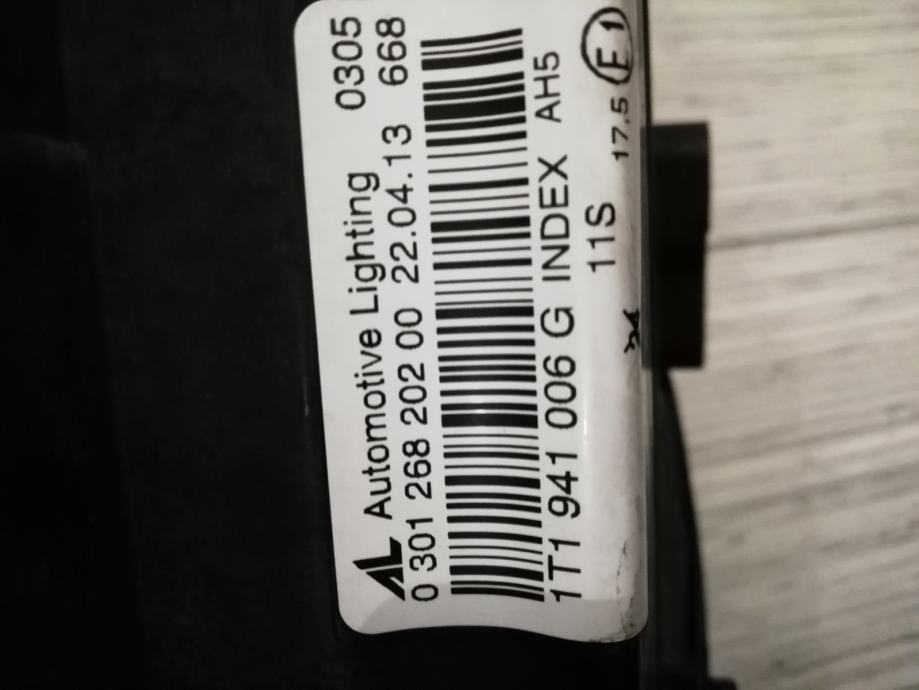 AL Automotive Lighting 0305
0 301 268 202 00 22.04.13 668
1T1 941 006 G INDEX AH5
11S 17.5 E1